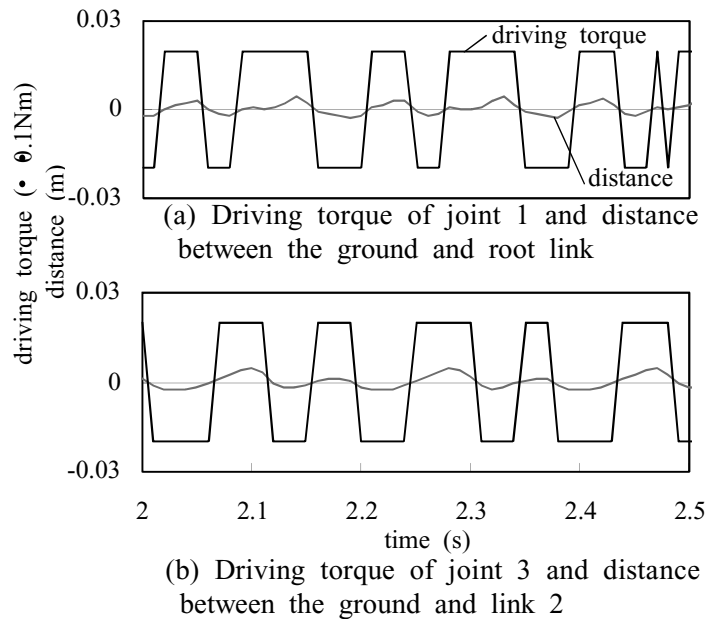 0.03
0
-0.03
driving torque
distance
(a) Driving torque of joint 1 and distance
between the ground and root link
driving torque (• 0.1Nm)
distance (m)
0.03
0
-0.03
2 2.1 2.2 2.3 2.4 2.5
time (s)
(b) Driving torque of joint 3 and distance
between the ground and link 2